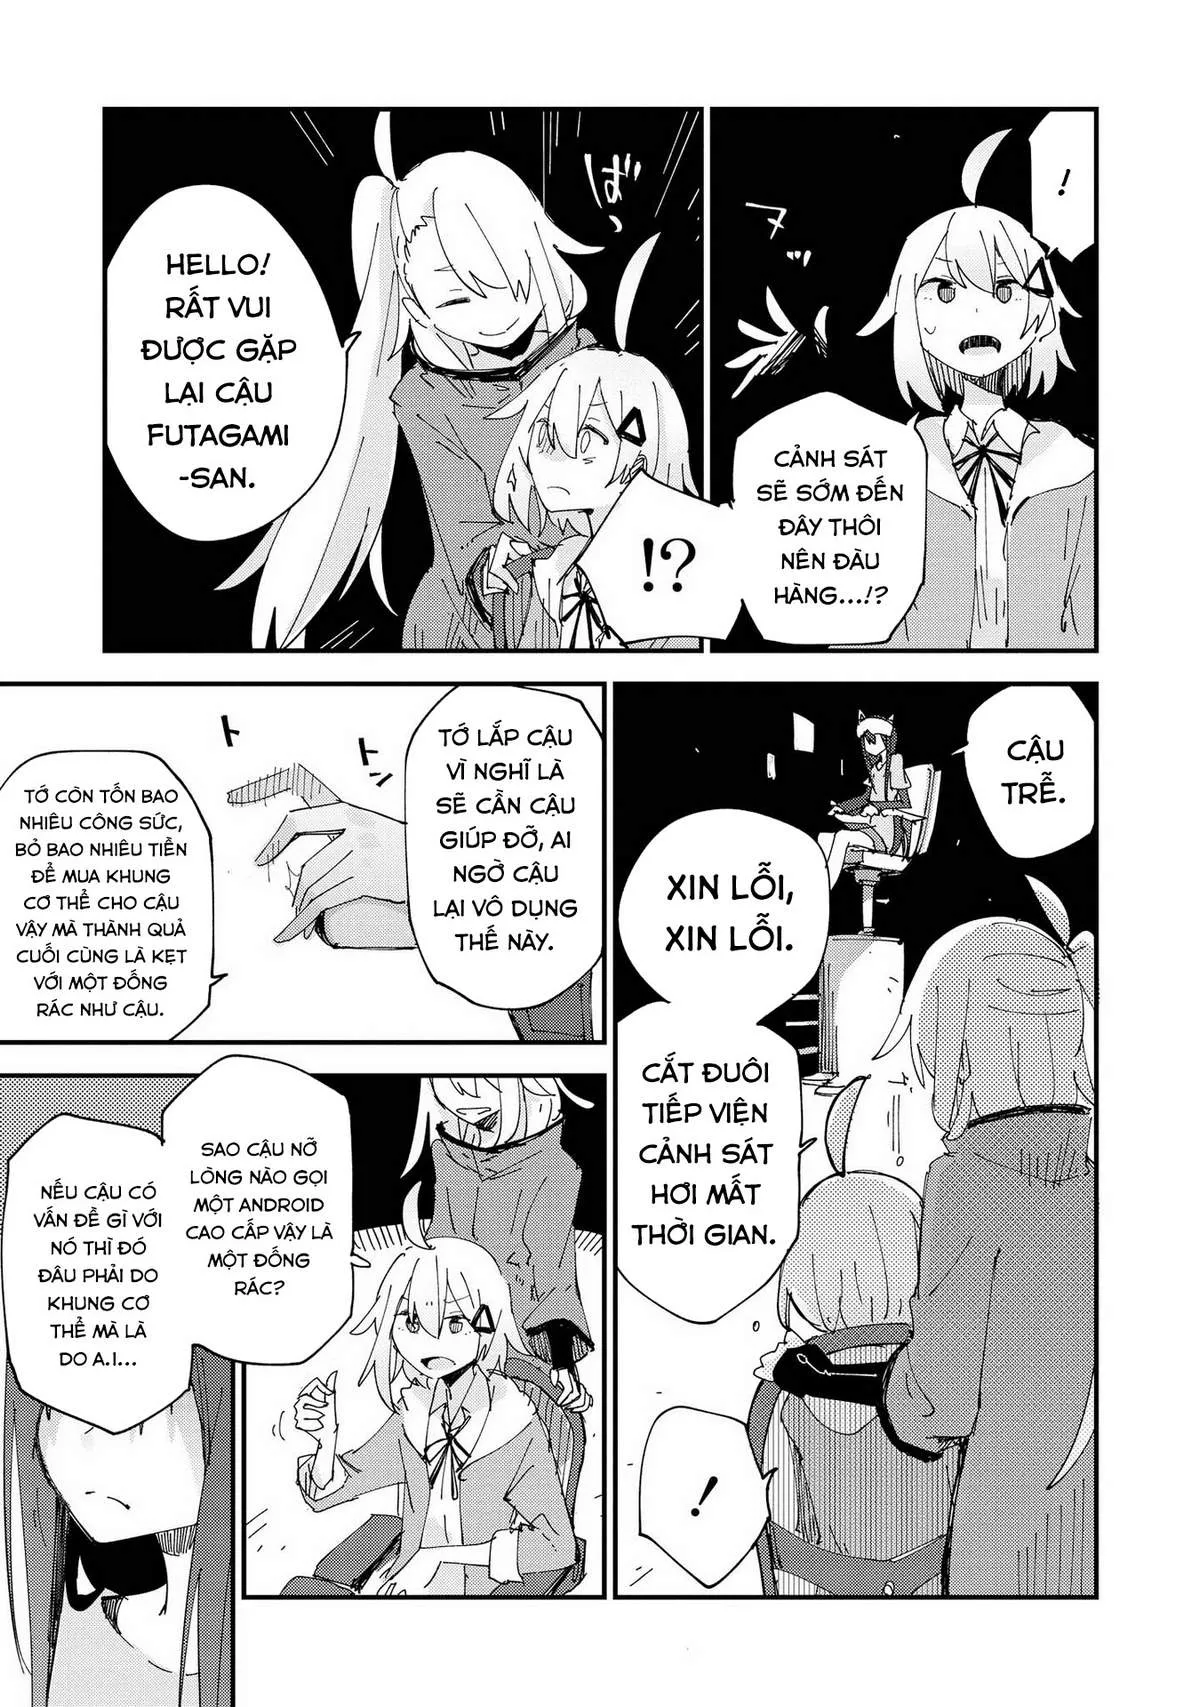 !
ヌ
CẢNH SÁT
SẼ SỚM ĐẾN
ĐÂY THÔI
NÊN ĐÀU
HÀNG...!?
ばっ
HELLO!
RẤT VUI
ĐƯỢC GẶP
LẠI CẬU
FUTAGAMI
-SAN.
!?
CẬU
TRỄ.
XIN LỖI,
XIN LỖI.
CẮT ĐUÔI
TIẾP VIỆN
CẢNH SÁT
HƠI MẤT
THỜI GIAN.
!
TỚ LẮP CẬU
VÌ NGHĨ LÀ
SẼ CẦN CẬU
GIÚP ĐỠ, AI
NGỜ CẬU
LẠI VÔ DỤNG
THẾ NÀY.
ト
ト
TỚ CÒN TỐN BAO
NHIÊU CÔNG SỨC,
BỎ BAO NHIÊU TIỀN
ĐỂ MUA KHUNG
CƠ THỂ CHO CẬU
VẬY MÀ THÀNH QUẢ
CUỐI CÙNG LÀ KẸT
VỚI MỘT ĐỐNG
RÁC NHƯ CẬU.
SAO CẬU NỠ
LÒNG NÀO GỌI
MỘT ANDROID
CAO CẤP VẬY LÀ
MỘT ĐỐNG
RÁC?
NẾU CẬU CÓ
VẤN ĐỀ GÌ VỚI
NÓ THÌ ĐÓ
ĐÂU PHẢI DO
KHUNG CƠ
THỂ MÀ LÀ
DO A.I...